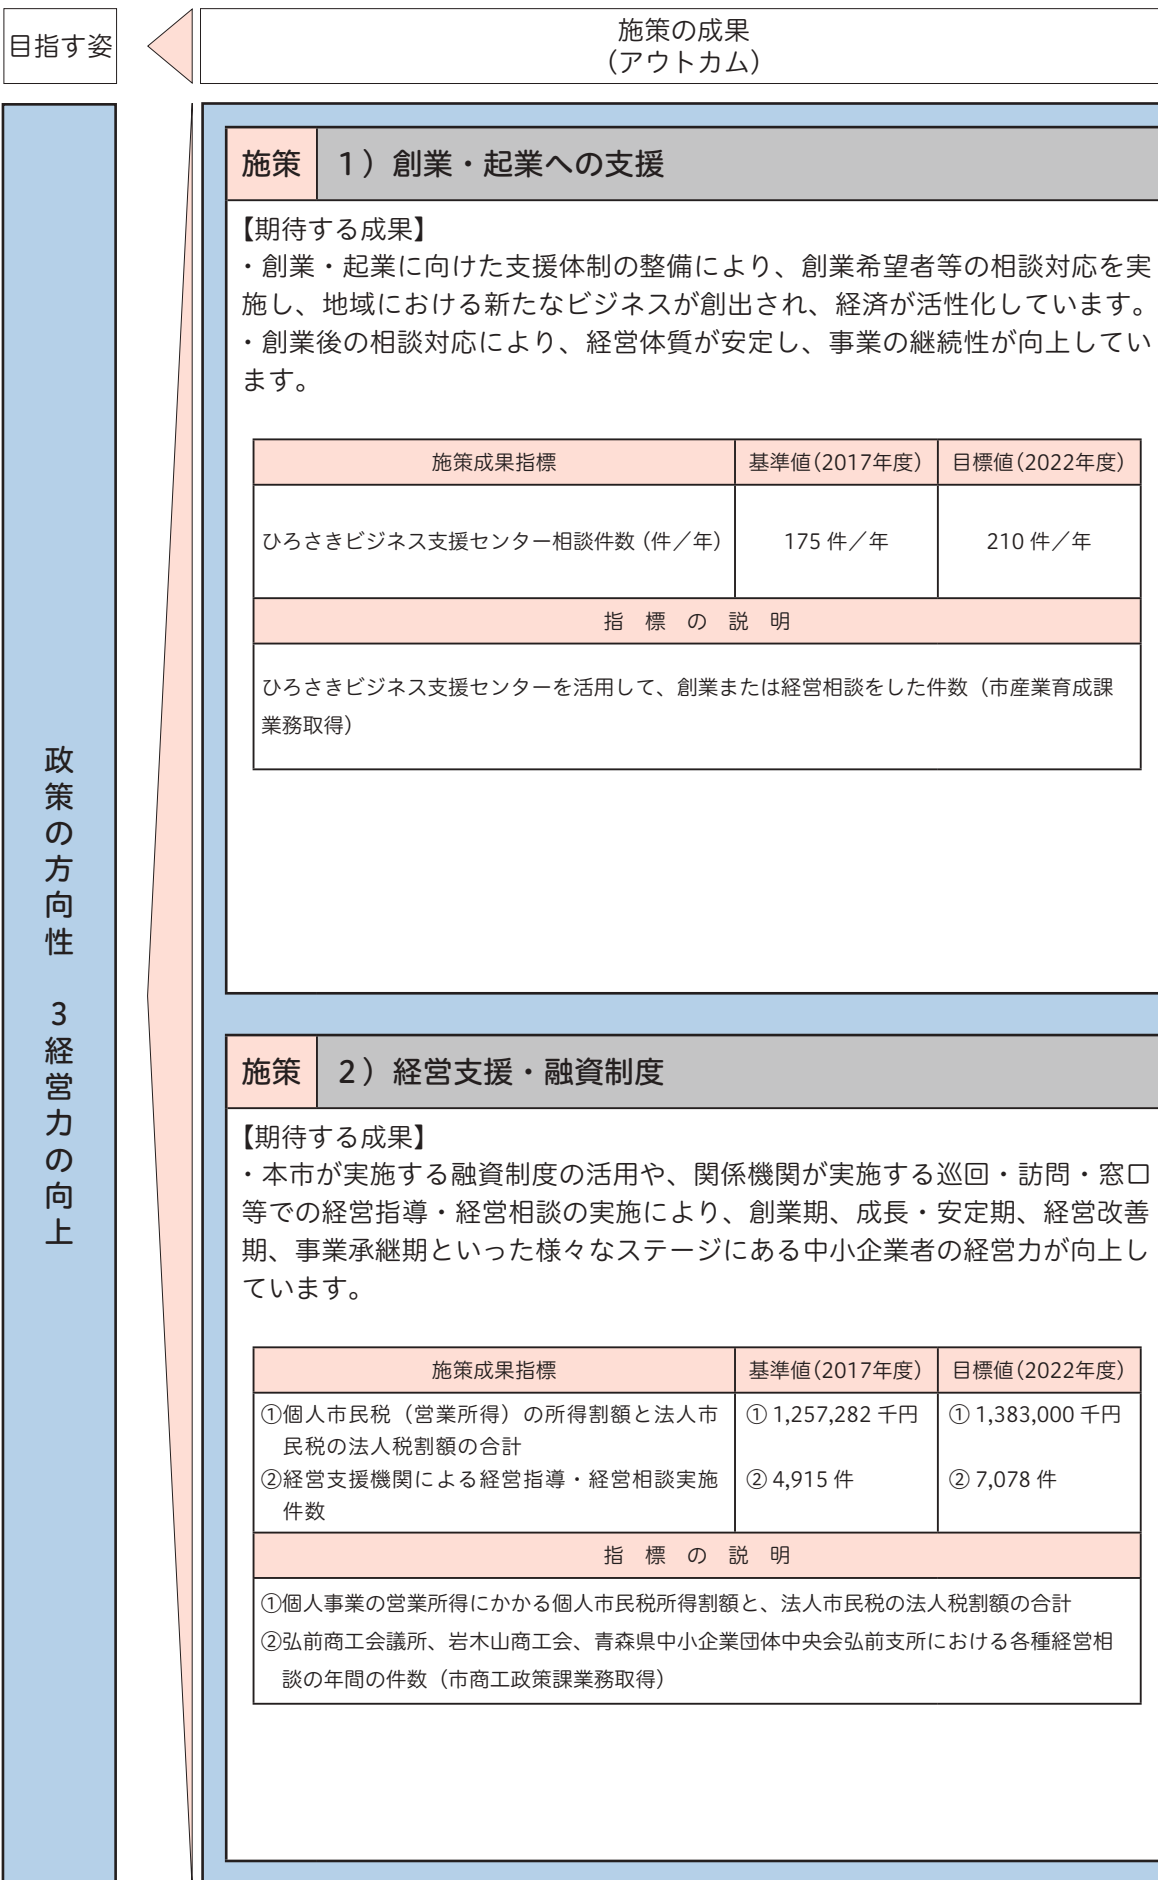 目指す姿
施策の成果
（アウトカム）
政策の方向性　3経営力の向上
施策
１）創業・起業への支援
【期待する成果】
・創業・起業に向けた支援体制の整備により、創業希望者等の相談対応を実
施し、地域における新たなビジネスが創出され、経済が活性化しています。
・創業後の相談対応により、経営体質が安定し、事業の継続性が向上してい
ます。
施策成果指標 基準値(2017年度) 目標値(2022年度)
ひろさきビジネス支援センター相談件数（件／年） 175 件／年 210 件／年
指　標　の　説　明
ひろさきビジネス支援センターを活用して、創業または経営相談をした件数（市産業育成課
業務取得）
施策
２）経営支援・融資制度
【期待する成果】
・本市が実施する融資制度の活用や、関係機関が実施する巡回・訪問・窓口
等での経営指導・経営相談の実施により、創業期、成長・安定期、経営改善
期、事業承継期といった様々なステージにある中小企業者の経営力が向上し
ています。
施策成果指標 基準値(2017年度) 目標値(2022年度)
①個人市民税（営業所得）の所得割額と法人市 ① 1,257,282 千円 ① 1,383,000 千円
民税の法人税割額の合計
②経営支援機関による経営指導・経営相談実施 ② 4,915 件 ② 7,078 件
件数
指　標　の　説　明
①個人事業の営業所得にかかる個人市民税所得割額と、法人市民税の法人税割額の合計
②弘前商工会議所、岩木山商工会、青森県中小企業団体中央会弘前支所における各種経営相
談の年間の件数（市商工政策課業務取得）